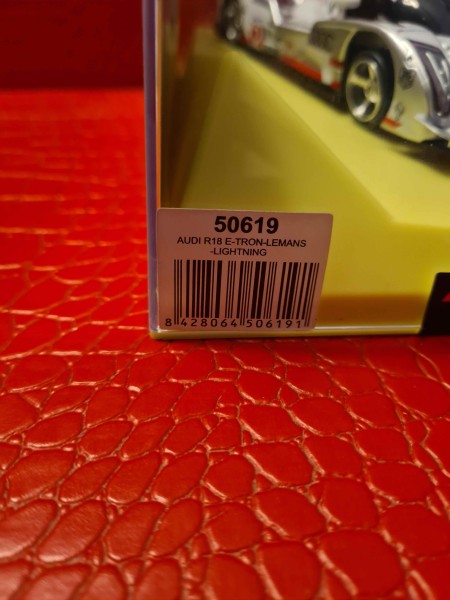 50619
AUDI R18 E-TRON-LEMANS
-LIGHTNING
8 428064 506191